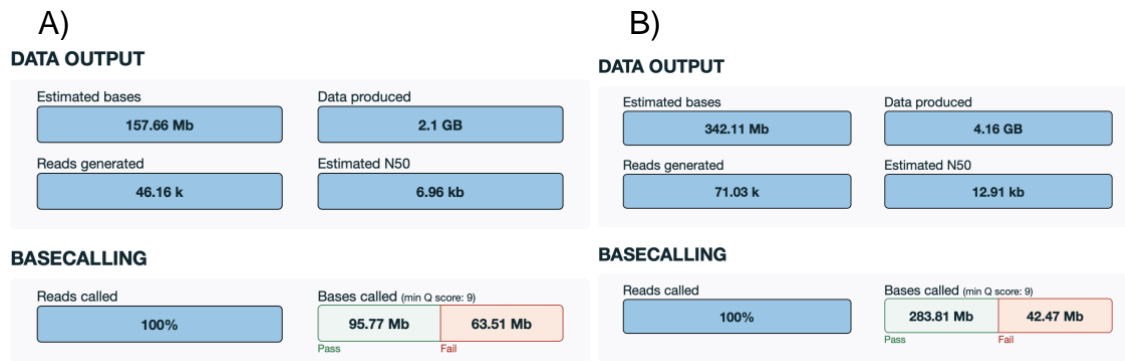 A)
DATA OUTPUT
Estimated bases
157.66 Mb
Data produced
2.1 GB
Reads generated
46.16 k
Estimated N50
6.96 kb
BASECALLING
Reads called
100%
Bases called (min Q score: 9)
95.77 Mb 63.51 Mb
Pass Fail
B)
DATA OUTPUT
Estimated bases
342.11 Mb
Data produced
4.16 GB
Reads generated
71.03 k
Estimated N50
12.91 kb
BASECALLING
Reads called
100%
Bases called (min Q score: 9)
283.81 Mb 42.47 Mb
Pass Fail